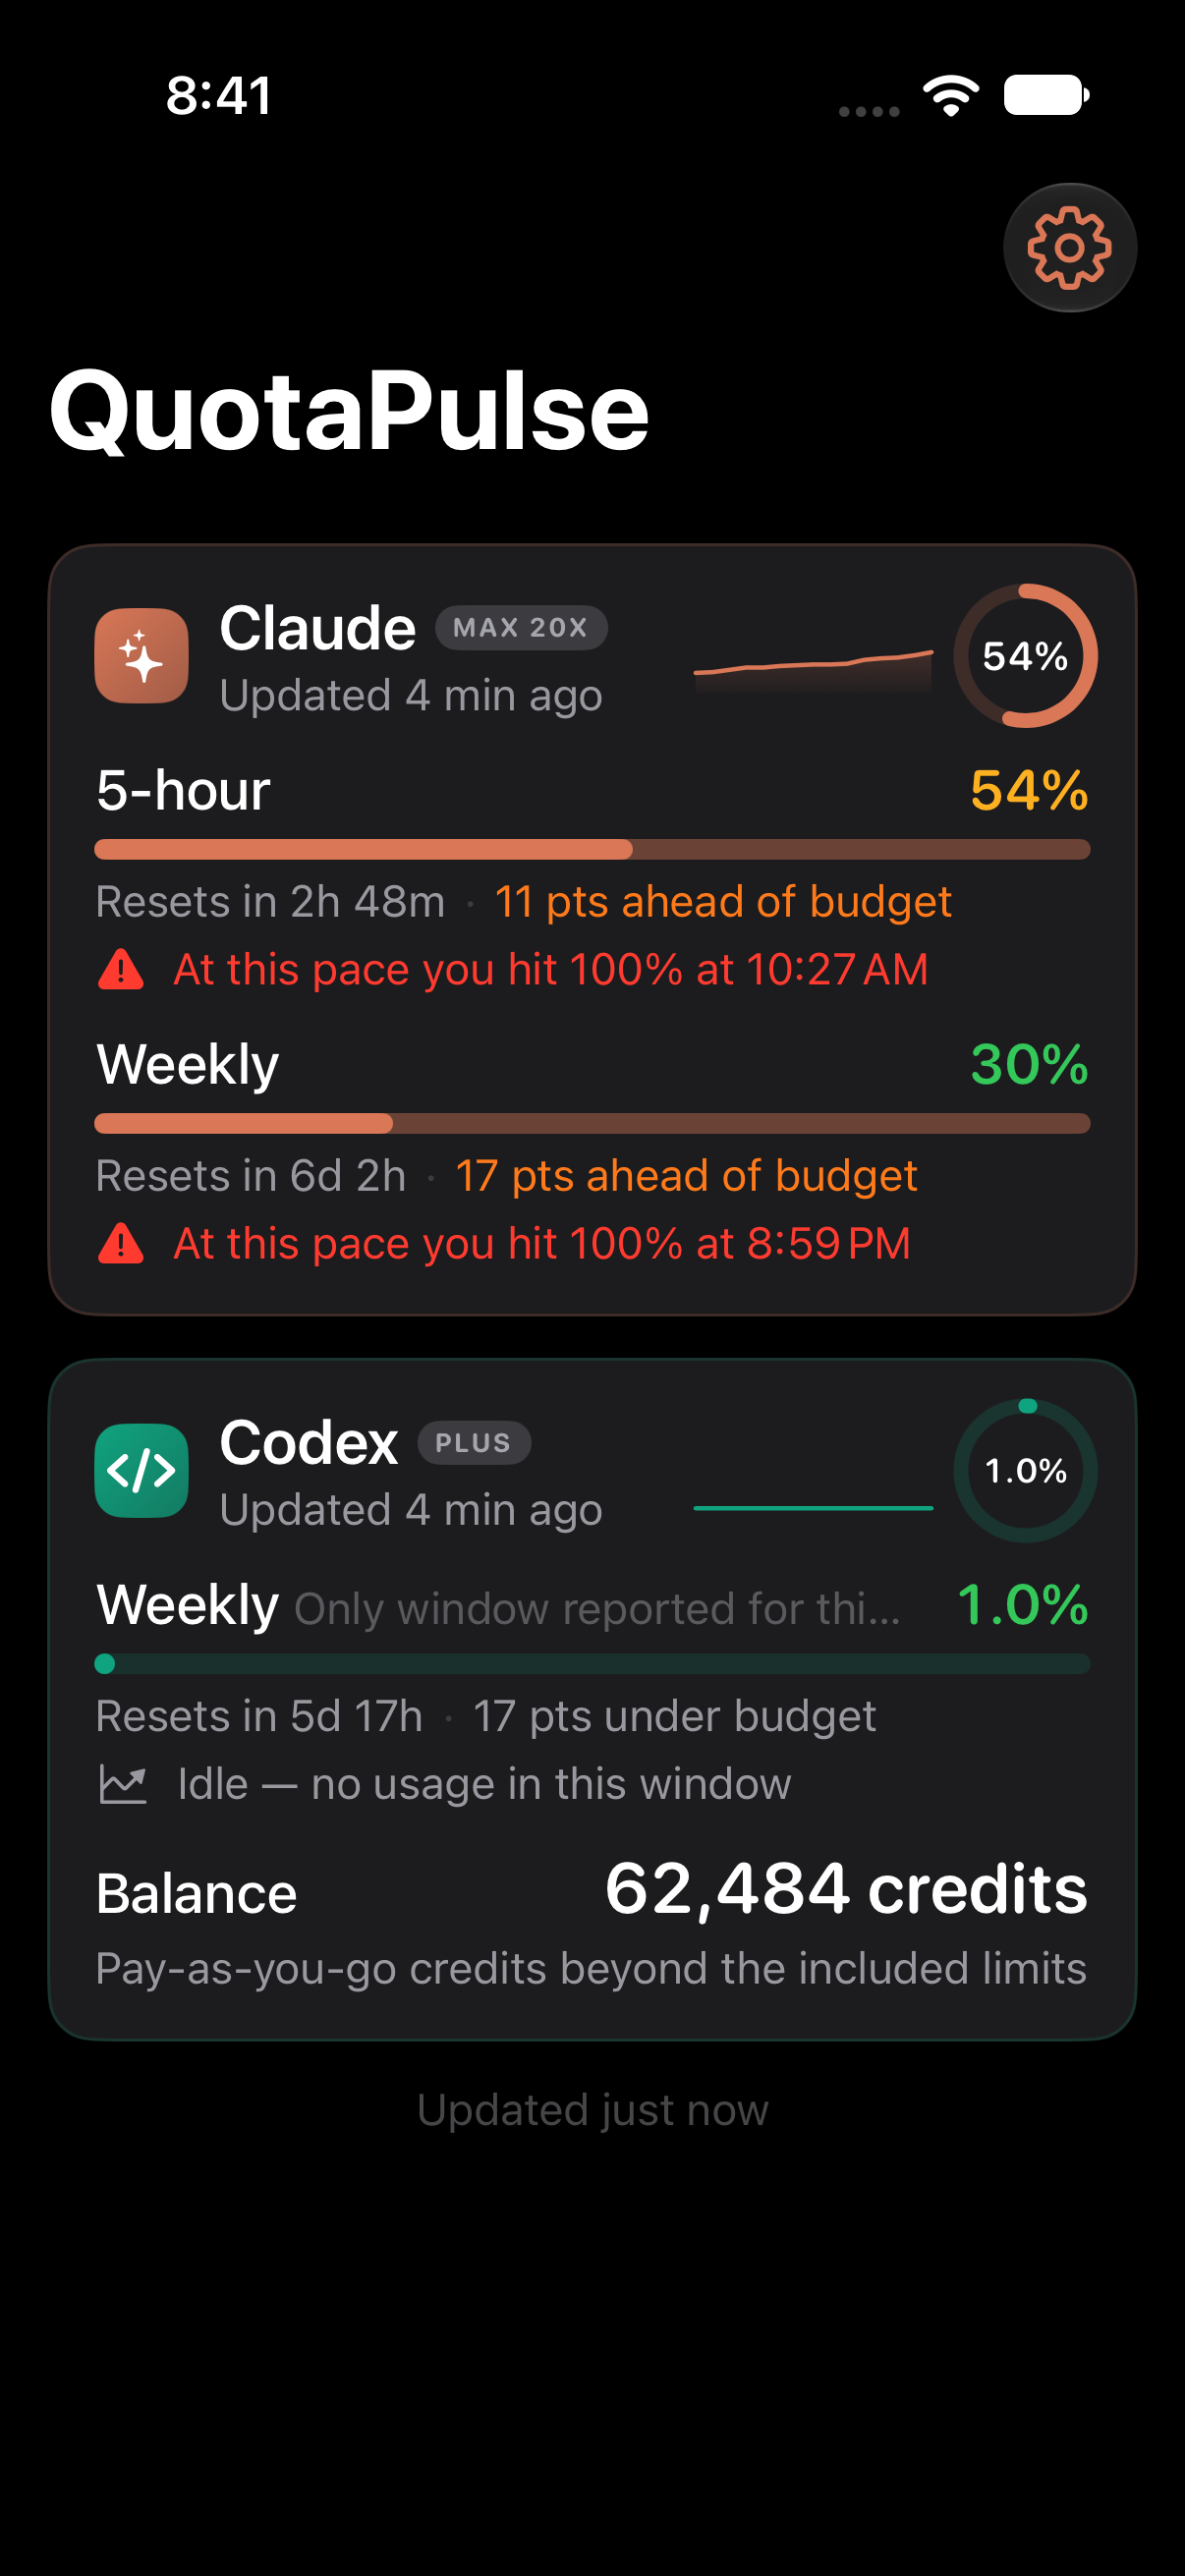 8:41
QuotaPulse
Claude MAX 20X
Updated 4 min ago
54%
5-hour 54%
Resets in 2h 48m · 11 pts ahead of budget
At this pace you hit 100% at 10:27 AM
Weekly 30%
Resets in 6d 2h · 17 pts ahead of budget
At this pace you hit 100% at 8:59 PM
Codex PLUS
Updated 4 min ago
1.0%
Weekly Only window reported for thi... 1.0%
Resets in 5d 17h · 17 pts under budget
Idle — no usage in this window
Balance 62,484 credits
Pay-as-you-go credits beyond the included limits
Updated just now